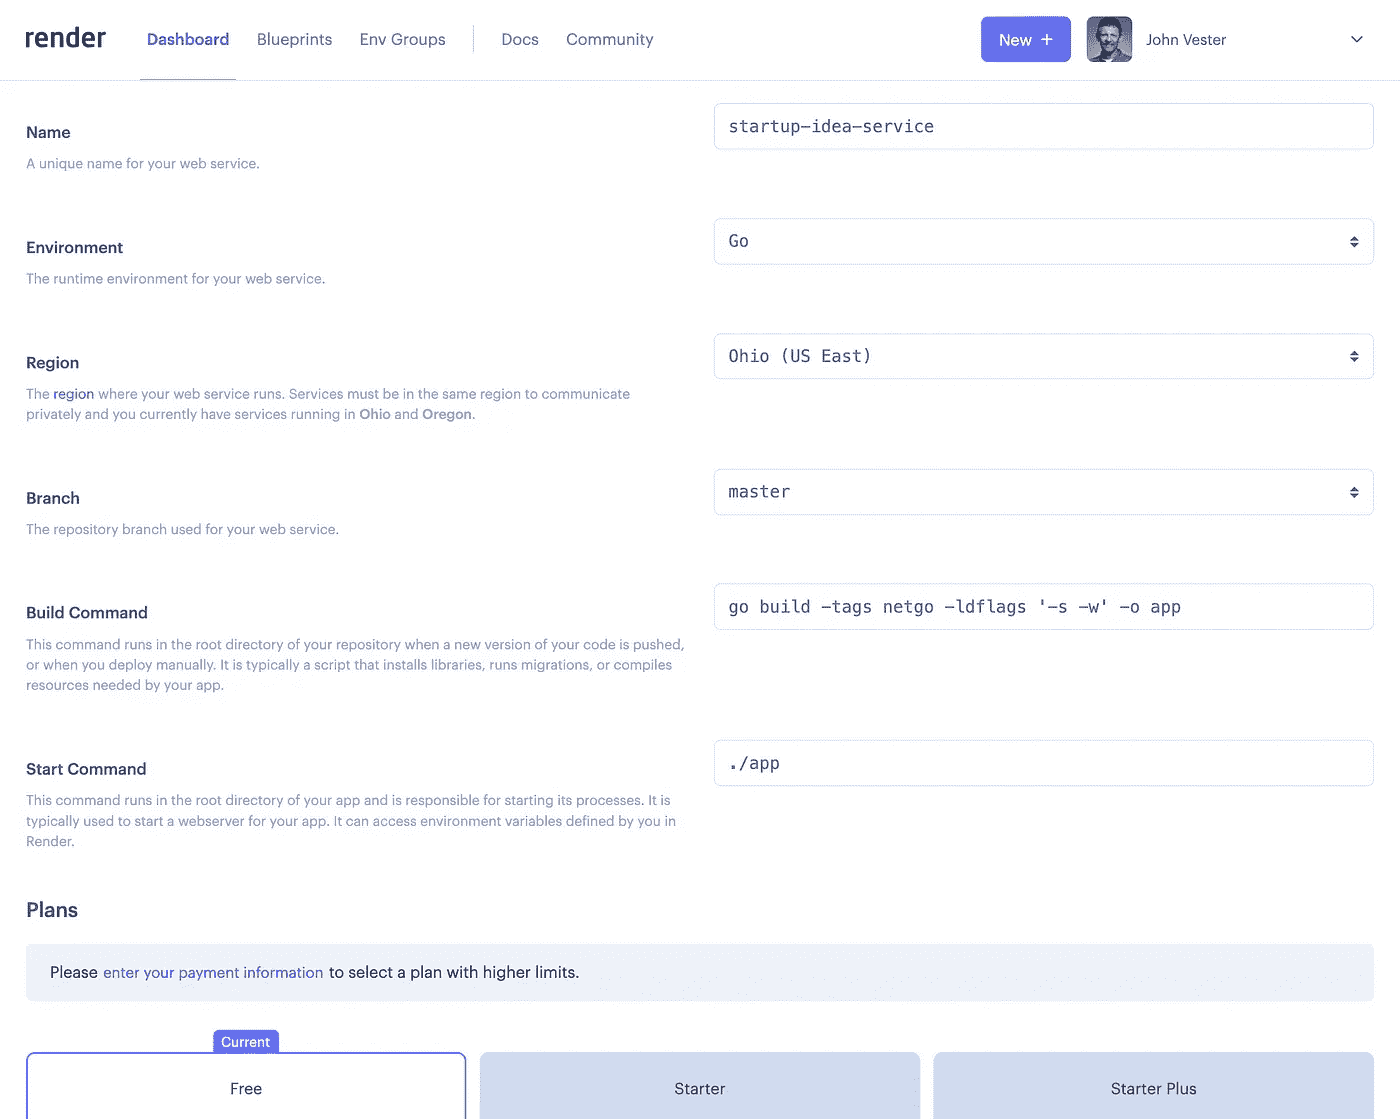 render Dashboard Blueprints Env Groups Docs Community New + John Vester
Name
startup-idea-service
A unique name for your web service.
Environment
Go
The runtime environment for your web service.
Region
Ohio (US East)
The region where your web service runs. Services must be in the same region to communicate
privately and you currently have services running in Ohio and Oregon.
Branch
master
The repository branch used for your web service.
Build Command
go build -tags netgo -ldflags '-s -w' -o app
This command runs in the root directory of your repository when a new version of your code is pushed,
or when you deploy manually. It is typically a script that installs libraries, runs migrations, or compiles
resources needed by your app.
Start Command
./app
This command runs in the root directory of your app and is responsible for starting its processes. It is
typically used to start a webserver for your app. It can access environment variables defined by you in
Render.
Plans
Please enter your payment information to select a plan with higher limits.
Current
Free Starter Starter Plus